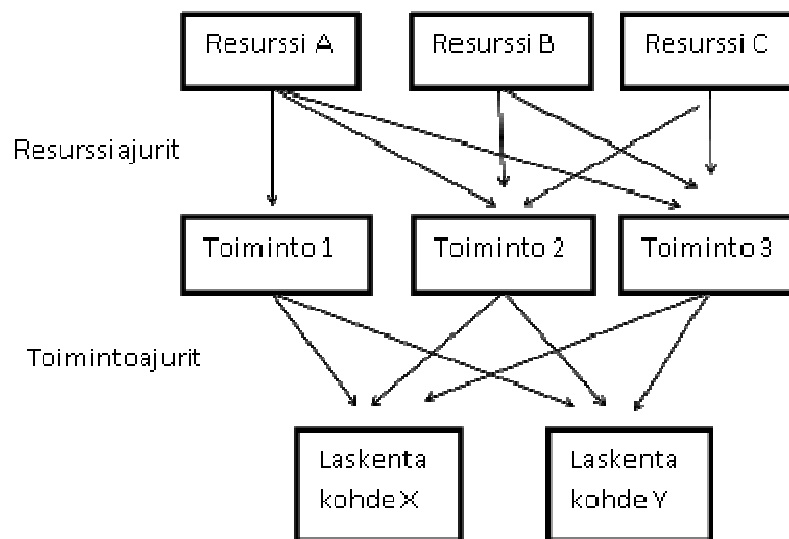 Resurssi A
Resurssi B
Resurssi C
Resurssiajurit
Toiminto 1
Toiminto 2
Toiminto 3
Toimintoajurit
Laskenta
kohde X
Laskenta
kohde Y